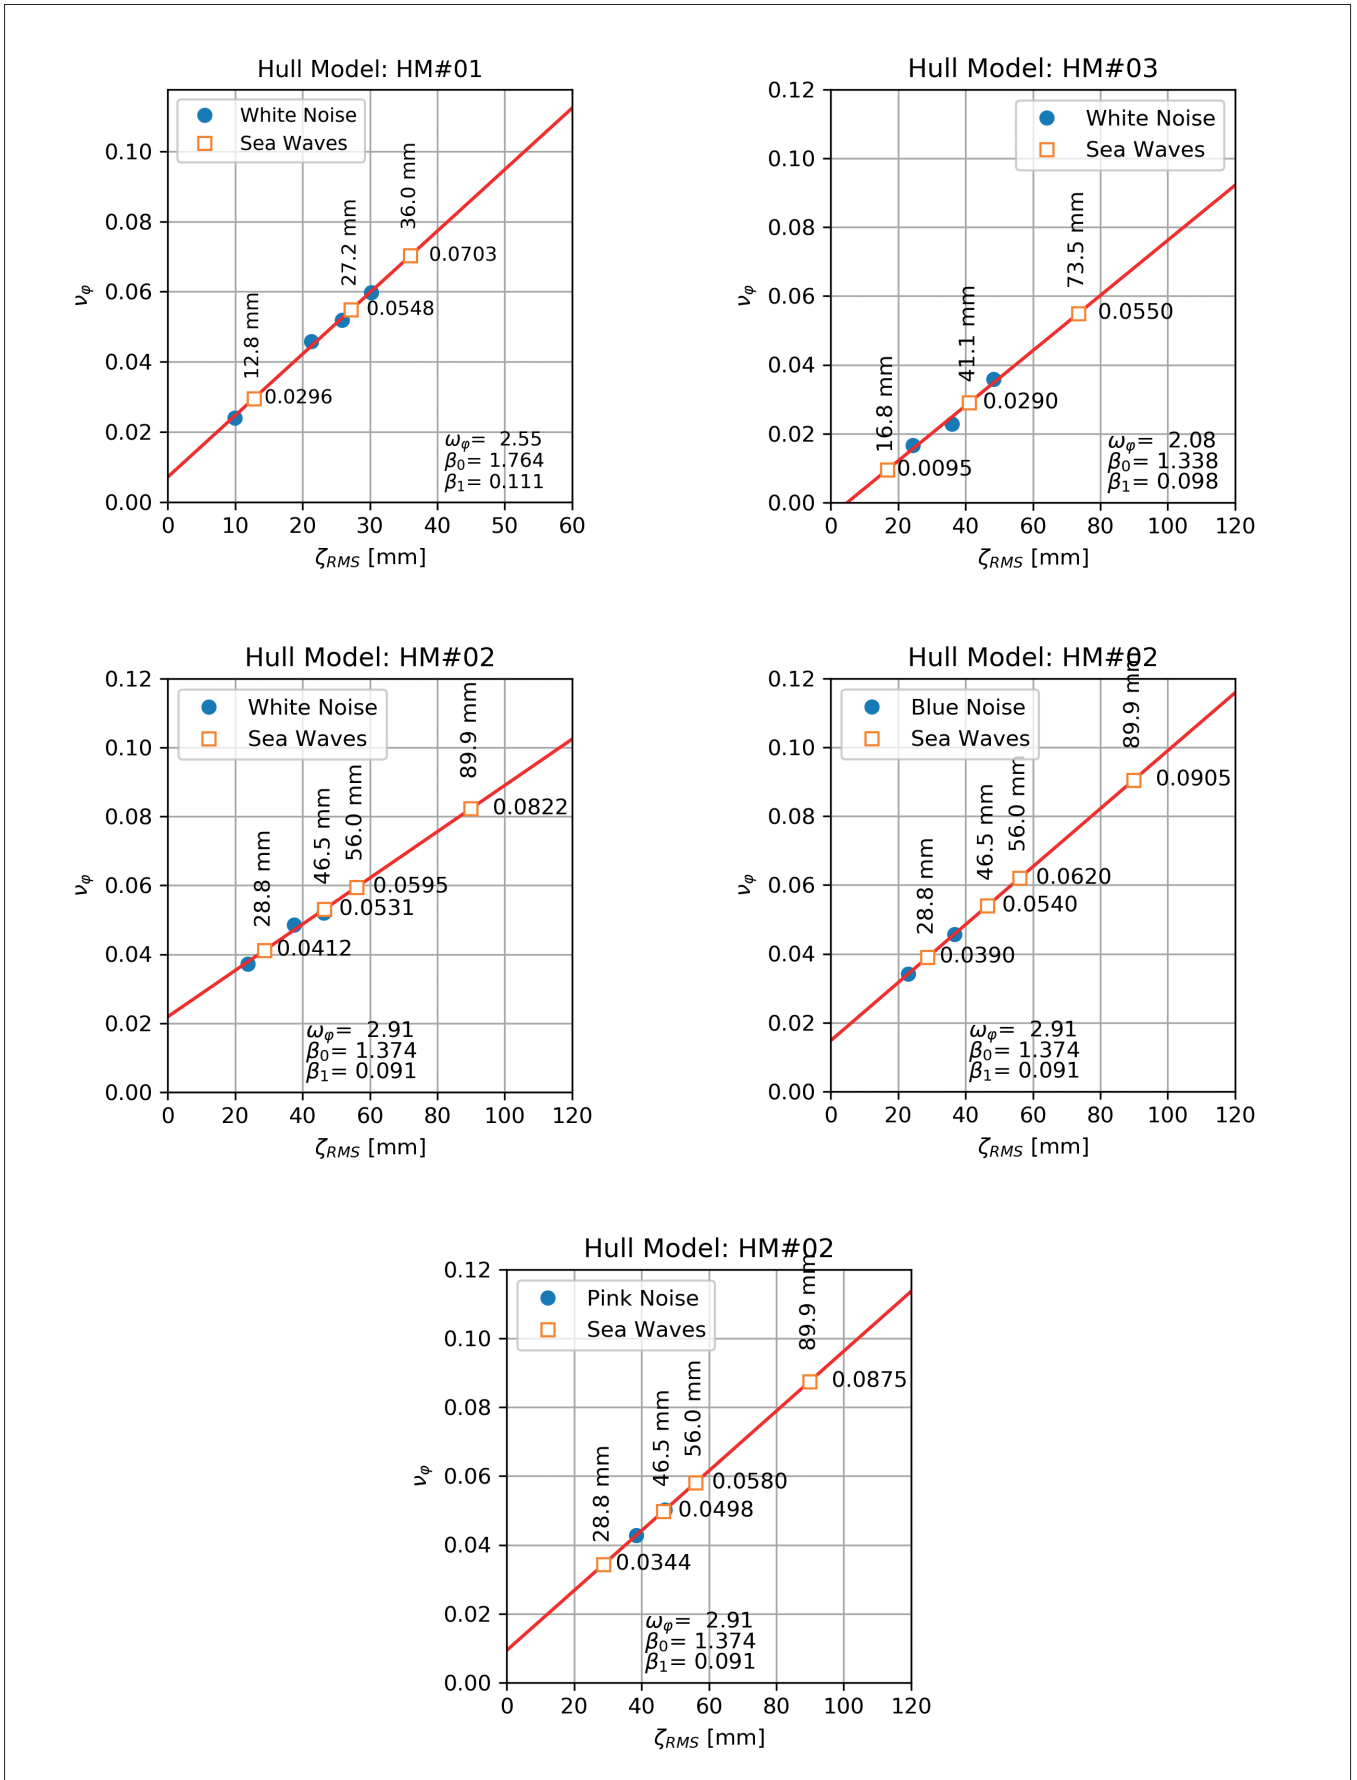 Hull Model: HM#01
White Noise
Sea Waves
0.10
0.08
0.06
0.04
0.02
0.00
νφ
12.8 mm
27.2 mm
36.0 mm
0.0703
0.0548
0.0296
ωφ= 2.55
β0= 1.764
β1= 0.111
0 10 20 30 40 50 60
ζRMS [mm]
Hull Model: HM#03
White Noise
Sea Waves
0.12
0.10
0.08
0.06
0.04
0.02
0.00
νφ
16.8 mm
41.1 mm
73.5 mm
0.0550
0.0290
0.0095
ωφ= 2.08
β0= 1.338
β1= 0.098
0 20 40 60 80 100 120
ζRMS [mm]
Hull Model: HM#02
White Noise
Sea Waves
0.12
0.10
0.08
0.06
0.04
0.02
0.00
νφ
28.8 mm
46.5 mm
56.0 mm
89.9 mm
0.0822
0.0595
0.0531
0.0412
ωφ= 2.91
β0= 1.374
β1= 0.091
0 20 40 60 80 100 120
ζRMS [mm]
Hull Model: HM#02
Blue Noise
Sea Waves
0.12
0.10
0.08
0.06
0.04
0.02
0.00
νφ
28.8 mm
46.5 mm
56.0 mm
89.9 mm
0.0905
0.0620
0.0540
0.0390
ωφ= 2.91
β0= 1.374
β1= 0.091
0 20 40 60 80 100 120
ζRMS [mm]
Hull Model: HM#02
Pink Noise
Sea Waves
0.12
0.10
0.08
0.06
0.04
0.02
0.00
νφ
28.8 mm
46.5 mm
56.0 mm
89.9 mm
0.0875
0.0580
0.0498
0.0344
ωφ= 2.91
β0= 1.374
β1= 0.091
0 20 40 60 80 100 120
ζRMS [mm]